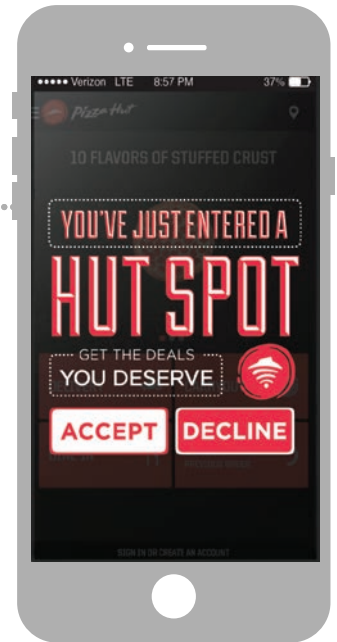 Verizon LTE 8:57 PM 37%
Pizza Hut
10 FLAVORS OF STUFFED CRUST
YOU'VE JUST ENTERED A
HUT SPOT
GET THE DEALS
YOU DESERVE
ACCEPT DECLINE
SIGN IN OR CREATE AN ACCOUNT